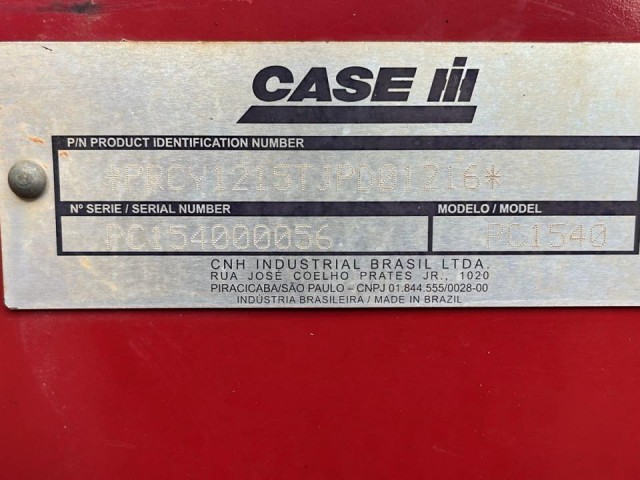 CASE IH
P/N PRODUCT IDENTIFICATION NUMBER
*PRCY1215TJPD01216*
Nº SERIE / SERIAL NUMBER
PC154000056
MODELO / MODEL
PC1540
CNH INDUSTRIAL BRASIL LTDA.
RUA JOSÉ COELHO PRATES JR., 1020
PIRACICABA/SÃO PAULO – CNPJ 01.844.555/0028-00
INDÚSTRIA BRASILEIRA / MADE IN BRAZIL